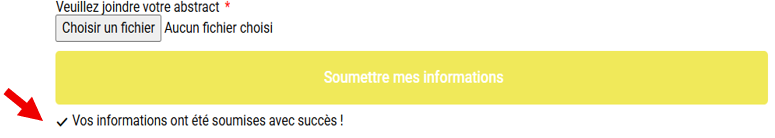 Veuillez joindre votre abstract *
Choisir un fichier Aucun fichier choisi
Soumettre mes informations
✓ Vos informations ont été soumises avec succès !